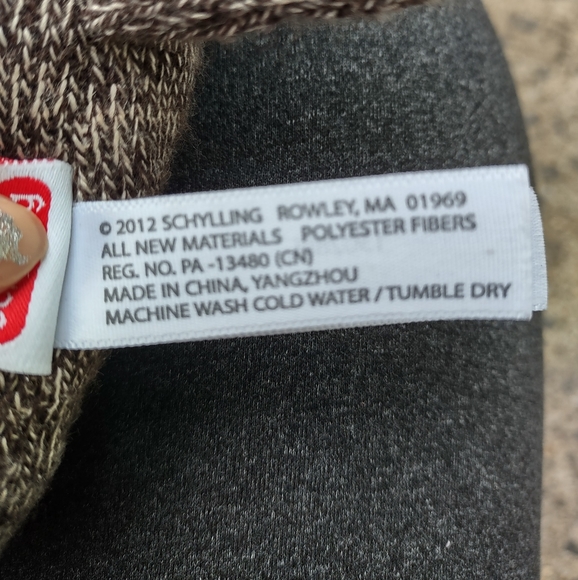 © 2012 SCHYLLING ROWLEY, MA 01969
ALL NEW MATERIALS POLYESTER FIBERS
REG. NO. PA -13480 (CN)
MADE IN CHINA, YANGZHOU
MACHINE WASH COLD WATER / TUMBLE DRY